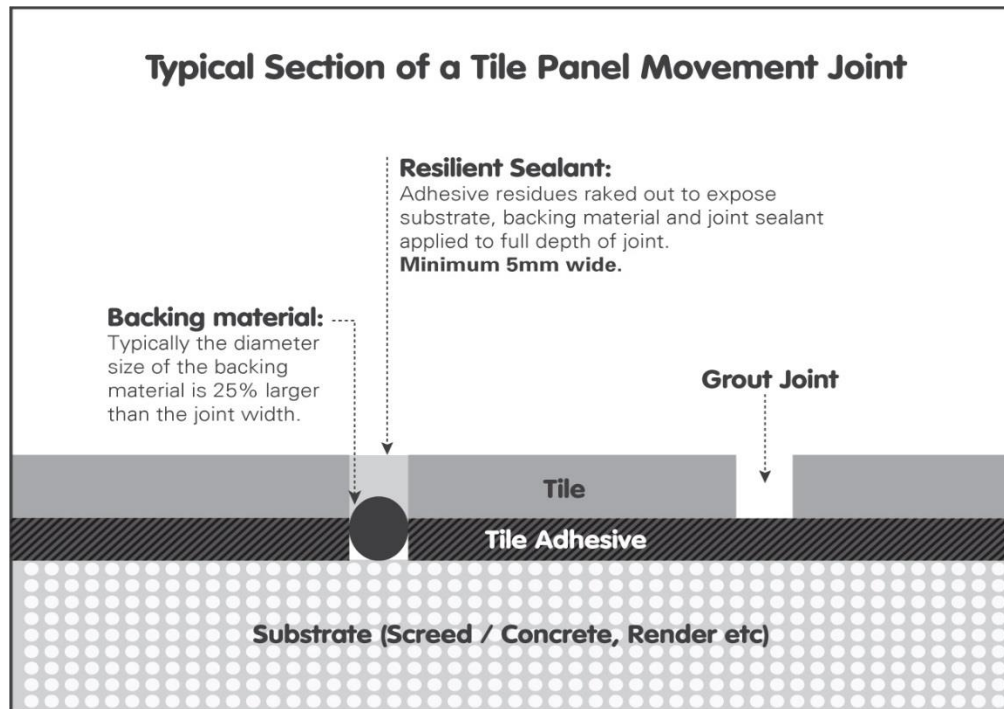 Typical Section of a Tile Panel Movement Joint
Resilient Sealant:
Adhesive residues raked out to expose
substrate, backing material and joint sealant
applied to full depth of joint.
Minimum 5mm wide.
Backing material:
Typically the diameter
size of the backing
material is 25% larger
than the joint width.
Grout Joint
Tile
Tile Adhesive
Substrate (Screed / Concrete, Render etc)